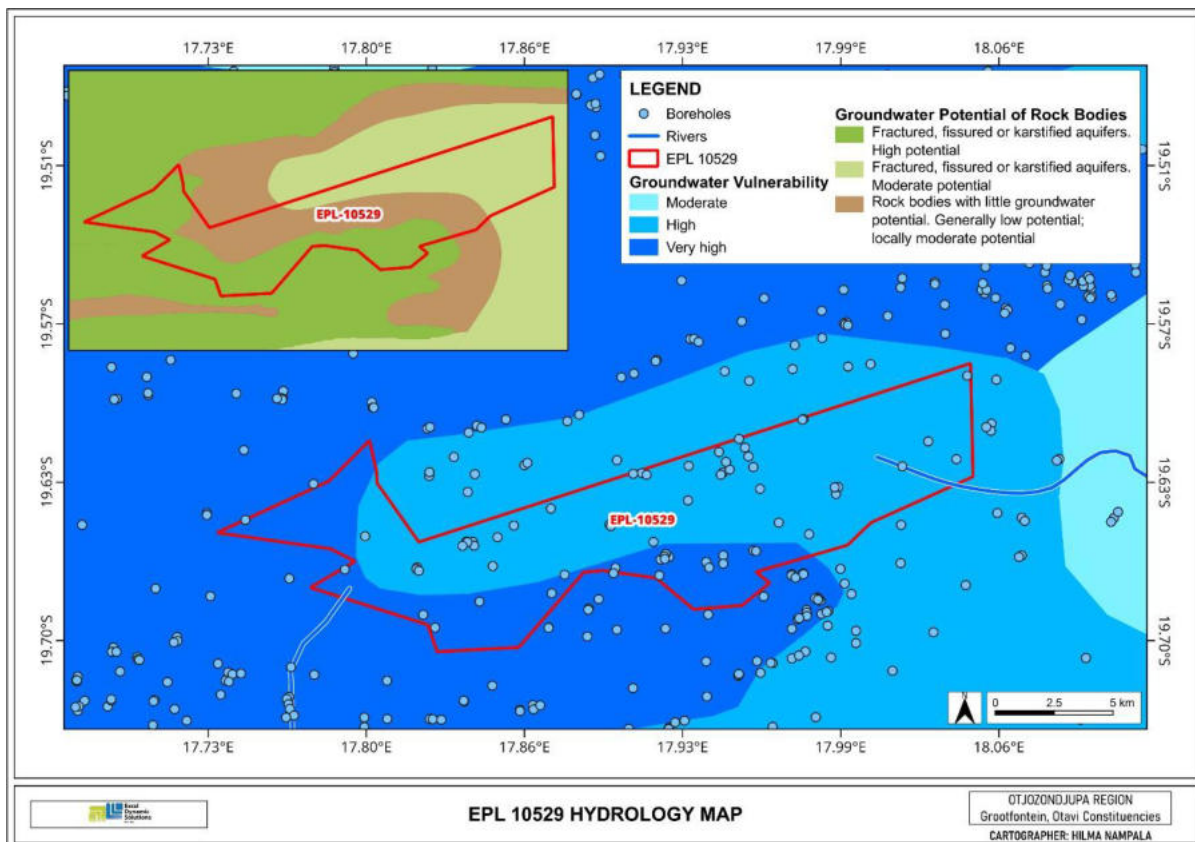 17.73°E 17.80°E 17.86°E 17.93°E 17.99°E 18.06°E
19.51°S
19.57°S
19.63°S
19.70°S
EPL-10529
LEGEND
Boreholes
Rivers
EPL 10529
Groundwater Vulnerability
Moderate
High
Very high
Groundwater Potential of Rock Bodies
Fractured, fissured or karstified aquifers.
High potential
Fractured, fissured or karstified aquifers.
Moderate potential
Rock bodies with little groundwater
potential. Generally low potential;
locally moderate potential
19.51°S
19.57°S
19.63°S
19.70°S
EPL-10529
N
0 2.5 5 km
17.73°E 17.80°E 17.86°E 17.93°E 17.99°E 18.06°E
Excel
Dynamic
Solutions
EPL 10529 HYDROLOGY MAP
OTJOZONDJUPA REGION
Grootfontein, Otavi Constituencies
CARTOGRAPHER: HILMA NAMPALA